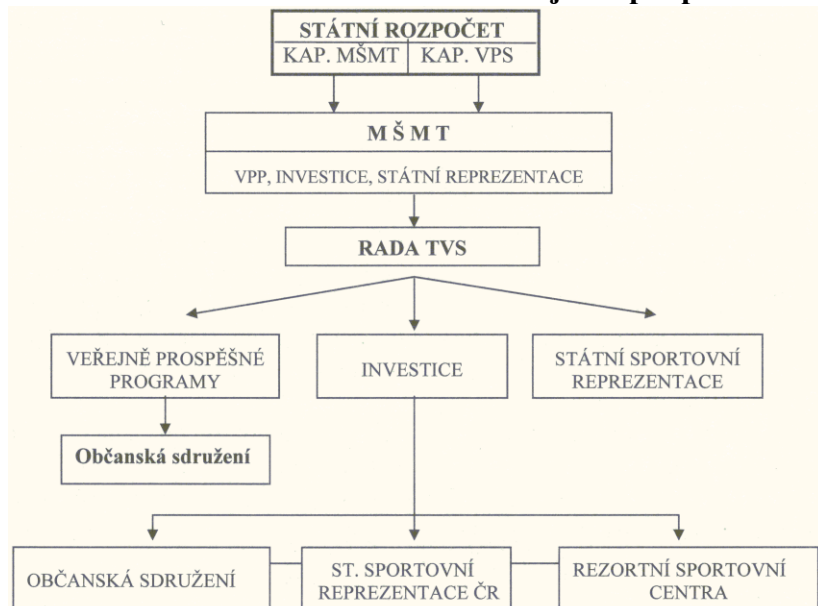 STÁTNÍ ROZPOČET
KAP. MŠMT KAP. VPS
M Š M T
VPP, INVESTICE, STÁTNÍ REPREZENTACE
RADA TVS
VEŘEJNĚ PROSPĚŠNÉ
PROGRAMY
INVESTICE
STÁTNÍ SPORTOVNÍ
REPREZENTACE
Občanská sdružení
OBČANSKÁ SDRUŽENÍ
ST. SPORTOVNÍ
REPREZENTACE ČR
REZORTNÍ SPORTOVNÍ
CENTRA